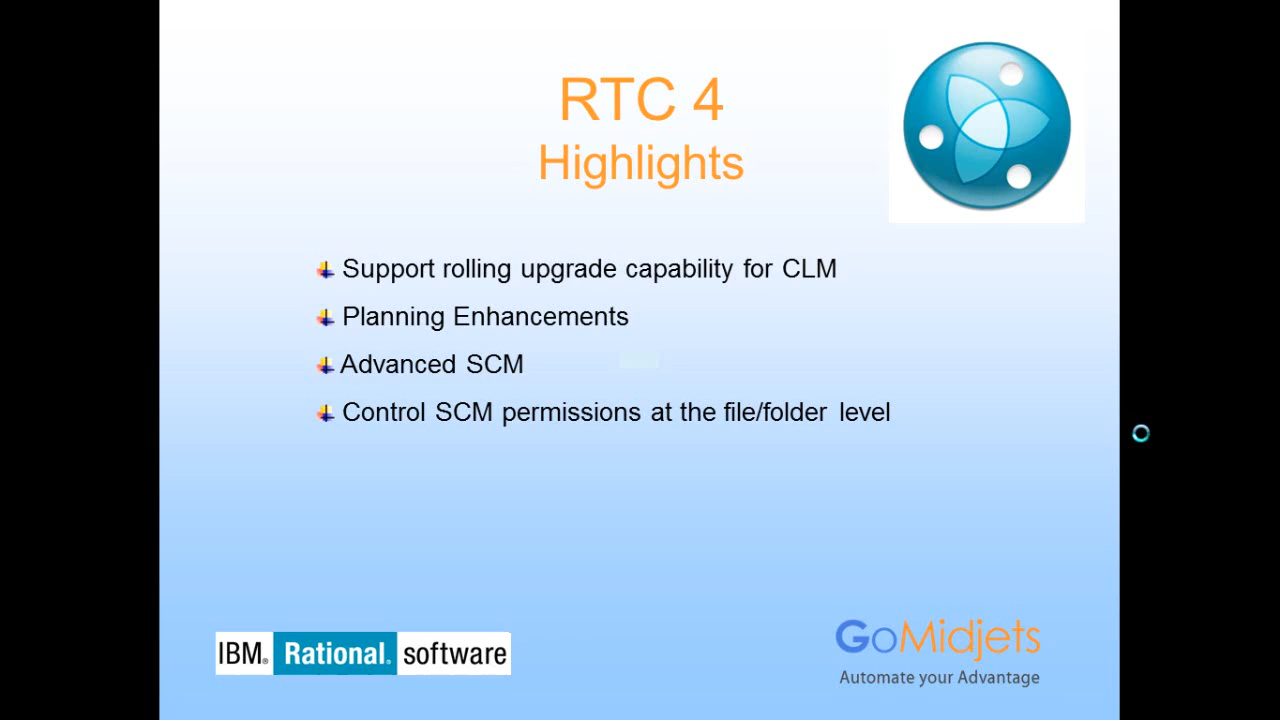 RTC 4
Highlights
Support rolling upgrade capability for CLM
Planning Enhancements
Advanced SCM
Control SCM permissions at the file/folder level
IBM® Rational® software
GoMidjets
Automate your Advantage